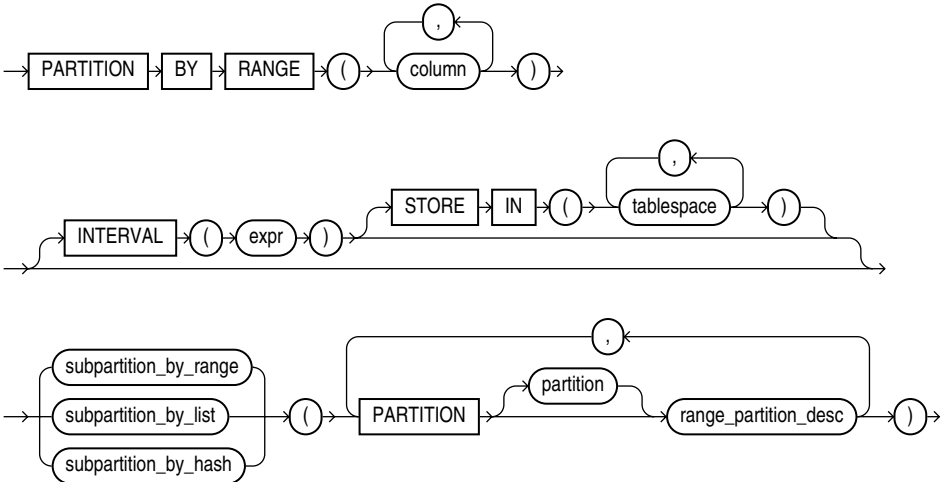 ,
PARTITION BY RANGE ( column )
,
STORE IN ( tablespace )
INTERVAL ( expr )
,
subpartition_by_range
partition
subpartition_by_list ( PARTITION range_partition_desc )
subpartition_by_hash